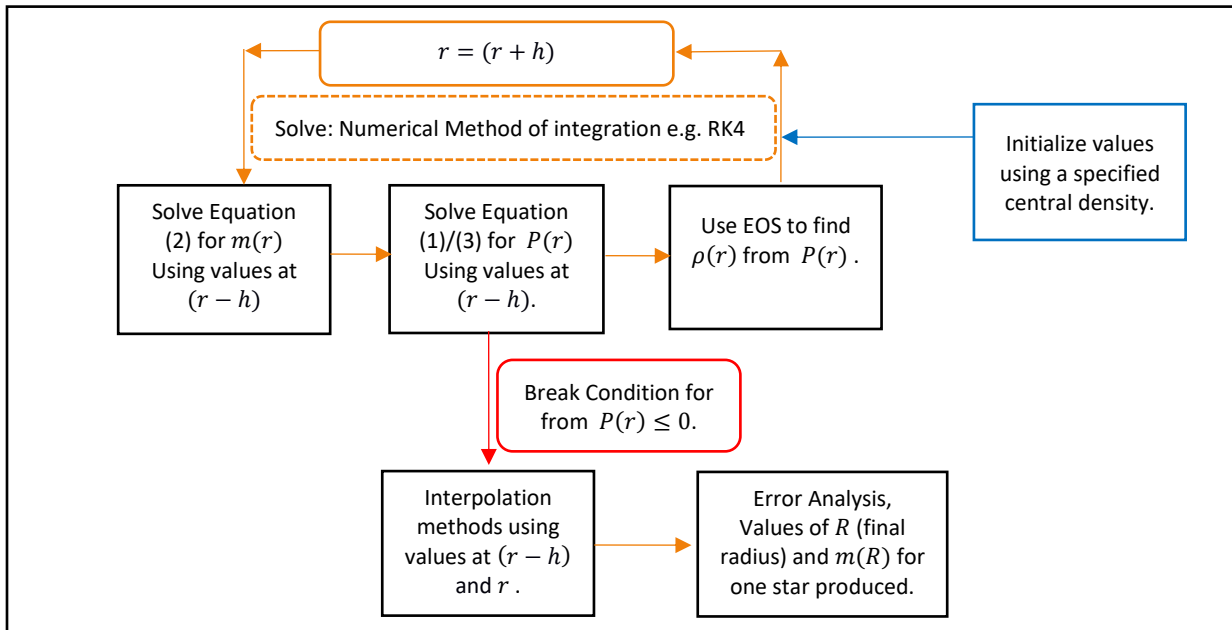 r = (r + h)
Solve: Numerical Method of integration e.g. RK4
Initialize values
using a specified
central density.
Solve Equation
(2) for m(r)
Using values at
(r − h)
Solve Equation
(1)/(3) for P(r)
Using values at
(r − h).
Use EOS to find
ρ(r) from P(r) .
Break Condition for
from P(r) ≤ 0.
Interpolation
methods using
values at (r − h)
and r .
Error Analysis,
Values of R (final
radius) and m(R) for
one star produced.